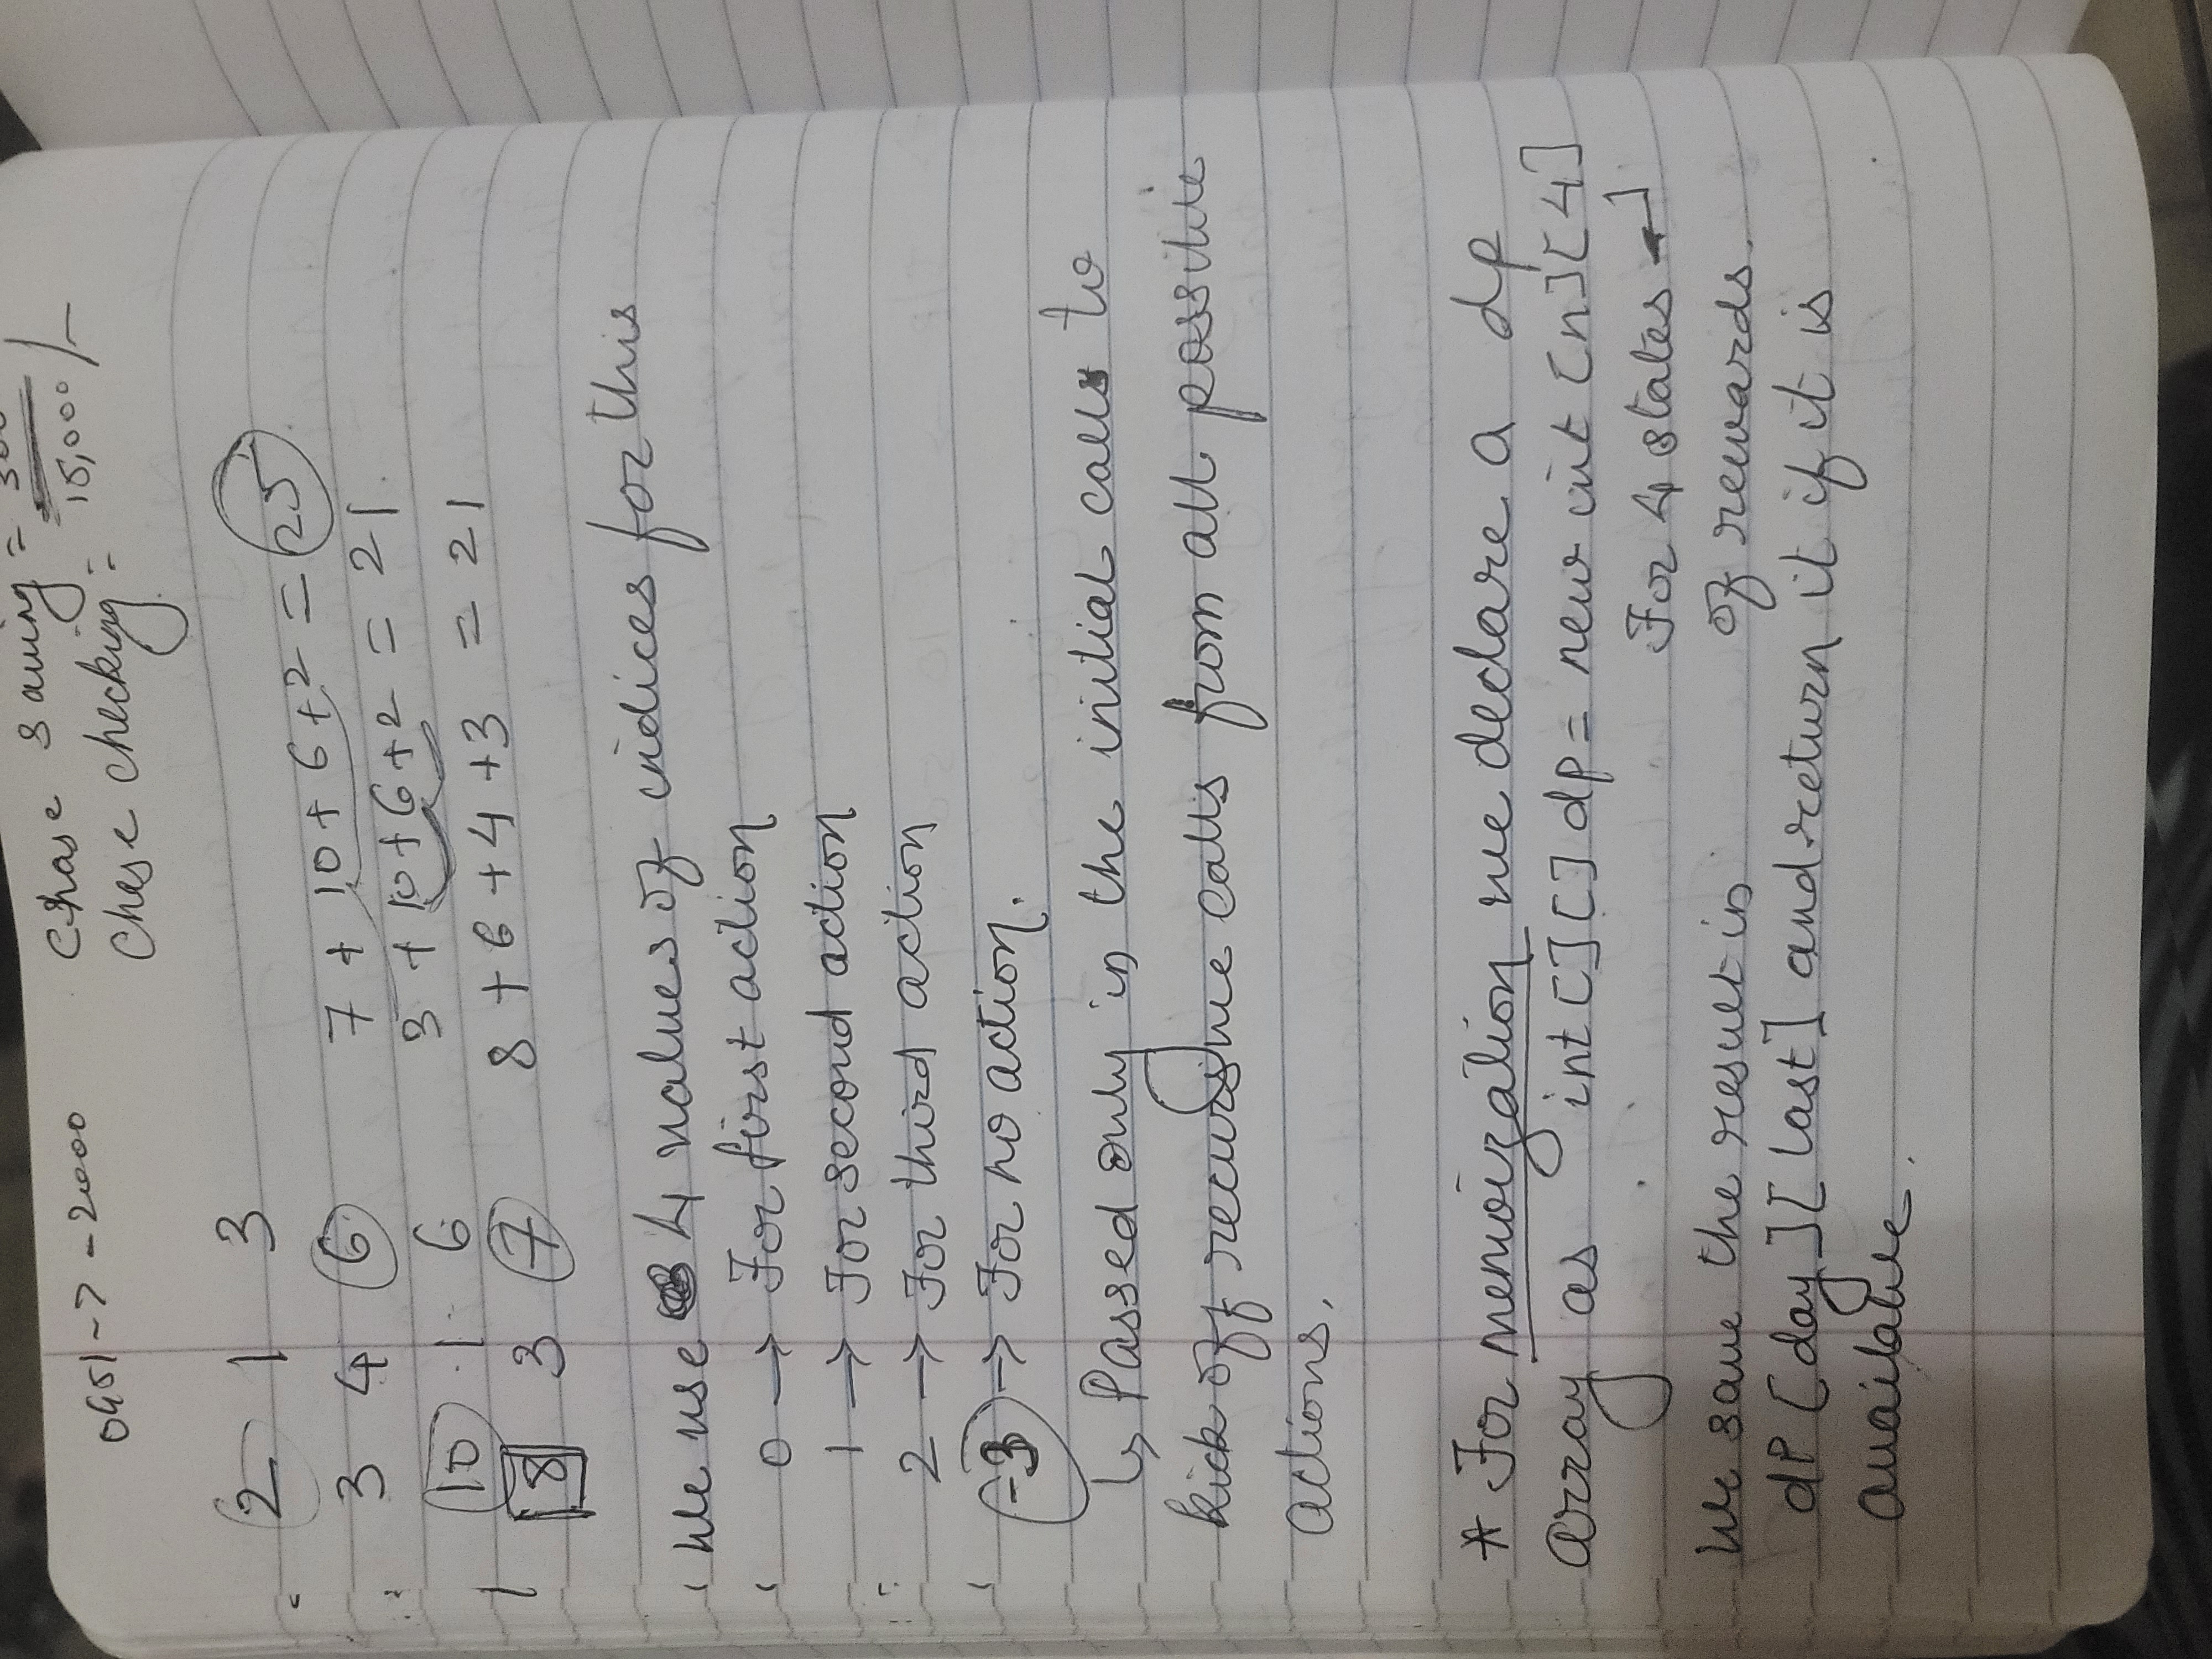 0951 -> -2000
Chase saving =
15,000/-
Chase checking =
2 1 3
3 4 6
10 1 6
8 3 7
7 + 10 + 6 + 2 = 25
3 + 10 + 6 + 2 = 21
8 + 6 + 4 + 3 = 21
We use 4 values of indices for this
0 → For first action
1 → For second action
2 → For third action
-3 → For no action.
↳ Passed only in the initial call to
kick off recursive calls from all possible
actions.
* For memoization we declare a dp
array as int[][] dp = new int [n][4]
For 4 states
We save the result in of rewards.
dp[day][last] and return it if it is
available.